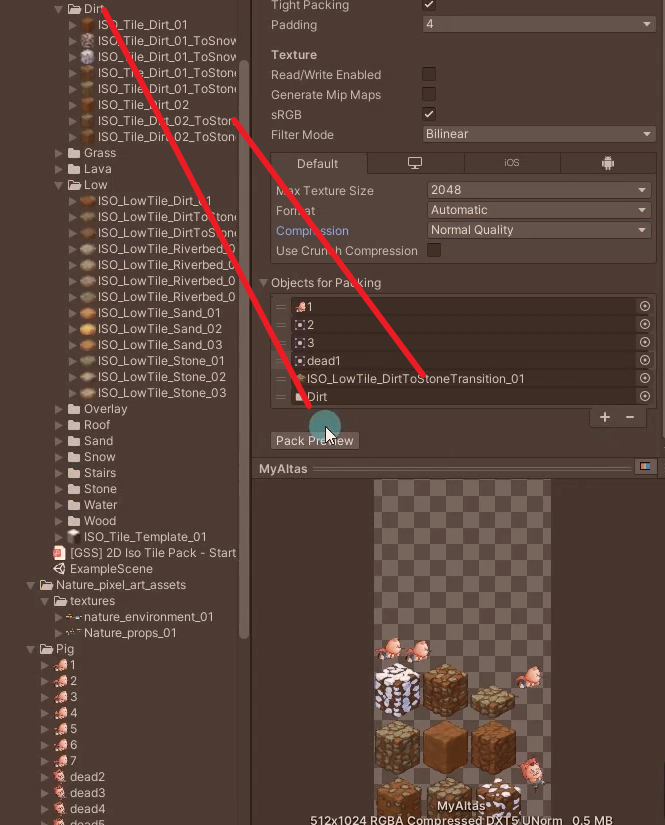 Dirt
ISO_Tile_Dirt_01
ISO_Tile_Dirt_01_ToSnow
ISO_Tile_Dirt_01_ToSnow
ISO_Tile_Dirt_01_ToStone
ISO_Tile_Dirt_01_ToStone
ISO_Tile_Dirt_02
ISO_Tile_Dirt_02_ToStone
ISO_Tile_Dirt_02_ToStone
Grass
Lava
Low
ISO_LowTile_Dirt_01
ISO_LowTile_DirtToStone
ISO_LowTile_DirtToStone
ISO_LowTile_Riverbed_0
ISO_LowTile_Riverbed_0
ISO_LowTile_Riverbed_0
ISO_LowTile_Riverbed_0
ISO_LowTile_Sand_01
ISO_LowTile_Sand_02
ISO_LowTile_Sand_03
ISO_LowTile_Stone_01
ISO_LowTile_Stone_02
ISO_LowTile_Stone_03
Overlay
Roof
Sand
Snow
Stairs
Stone
Water
Wood
ISO_Tile_Template_01
[GSS] 2D Iso Tile Pack - Start
ExampleScene
Nature_pixel_art_assets
textures
nature_environment_01
Nature_props_01
Pig
1
2
3
4
5
6
7
dead2
dead3
dead4
dead5
Tight Packing
Padding 4
Texture
Read/Write Enabled
Generate Mip Maps
sRGB
Filter Mode Bilinear
Default iOS
Max Texture Size 2048
Format Automatic
Compression Normal Quality
Use Crunch Compression
Objects for Packing
1
2
3
dead1
ISO_LowTile_DirtToStoneTransition_01
Dirt
+ −
Pack Preview
MyAltas
MyAltas
512x1024 RGBA Compressed DXT5 UNorm 0.5 MB